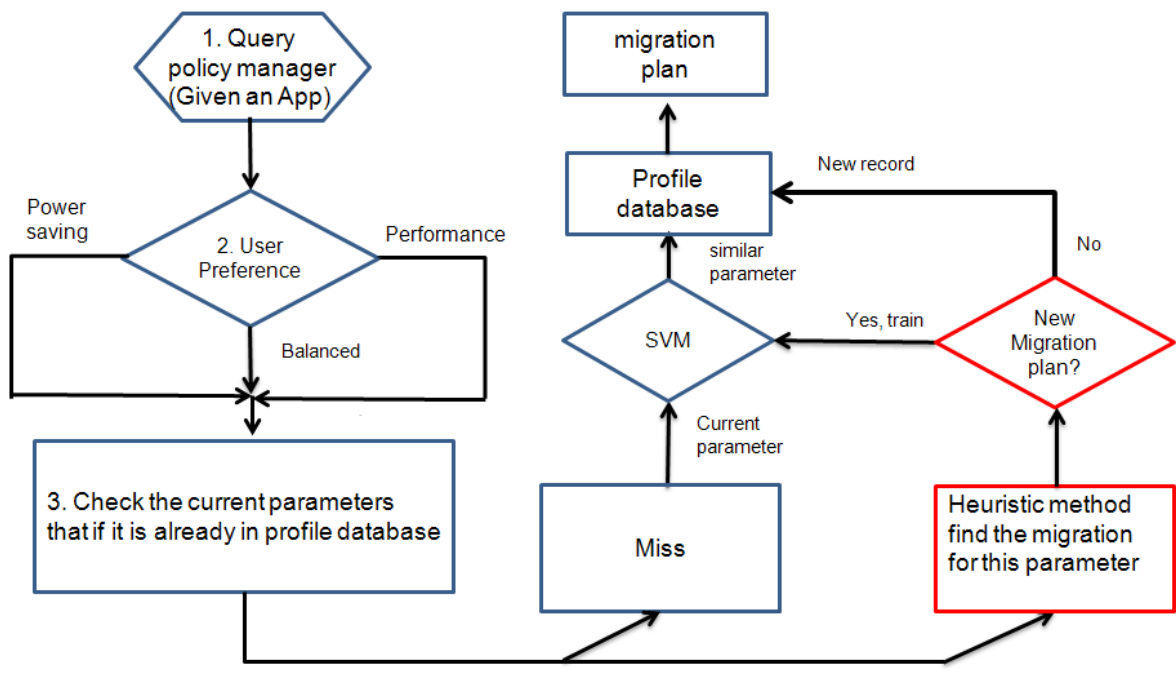 1. Query
policy manager
(Given an App)
Power
saving
2. User
Preference
Performance
Balanced
3. Check the current parameters
that if it is already in profile database
migration
plan
Profile
database
New record
similar
parameter
No
SVM
Yes, train
New
Migration
plan?
Current
parameter
Miss
Heuristic method
find the migration
for this parameter